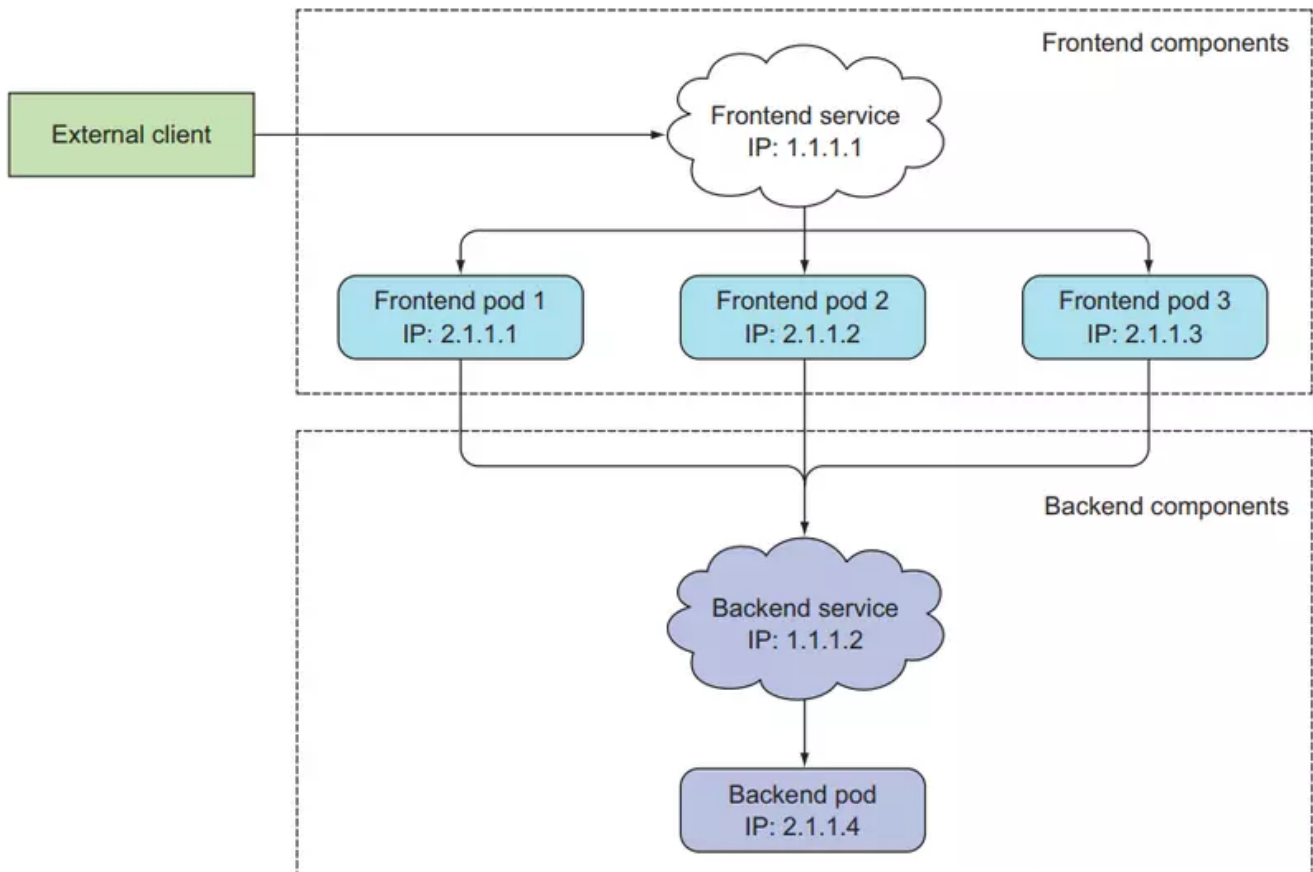 Frontend components
External client
Frontend service
IP: 1.1.1.1
Frontend pod 1
IP: 2.1.1.1
Frontend pod 2
IP: 2.1.1.2
Frontend pod 3
IP: 2.1.1.3
Backend components
Backend service
IP: 1.1.1.2
Backend pod
IP: 2.1.1.4